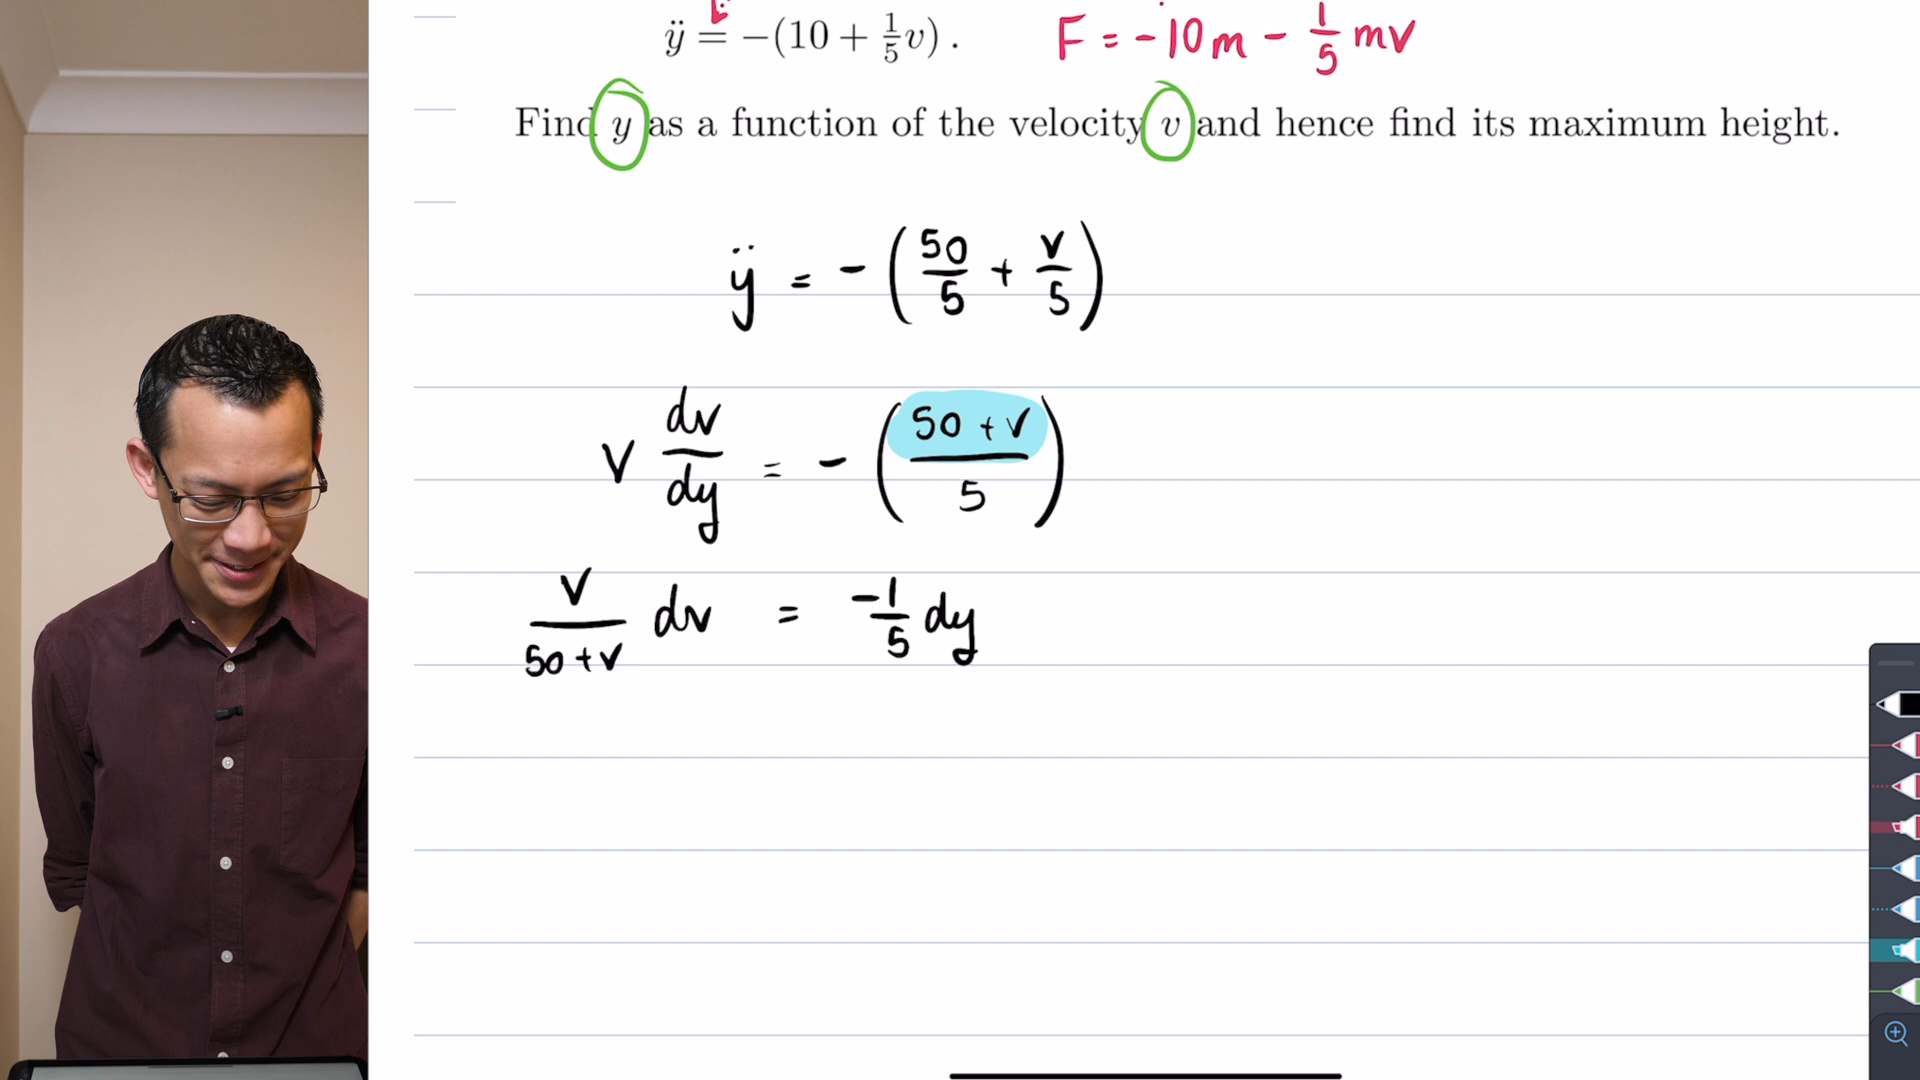 ÿ = −(10 + 1/5 v) . F = -10m - 1/5 mv
Find y as a function of the velocity v and hence find its maximum height.
ÿ = - (50/5 + v/5)
v dv/dy = - ((50 + v)/5)
v/(50 + v) dv = -1/5 dy